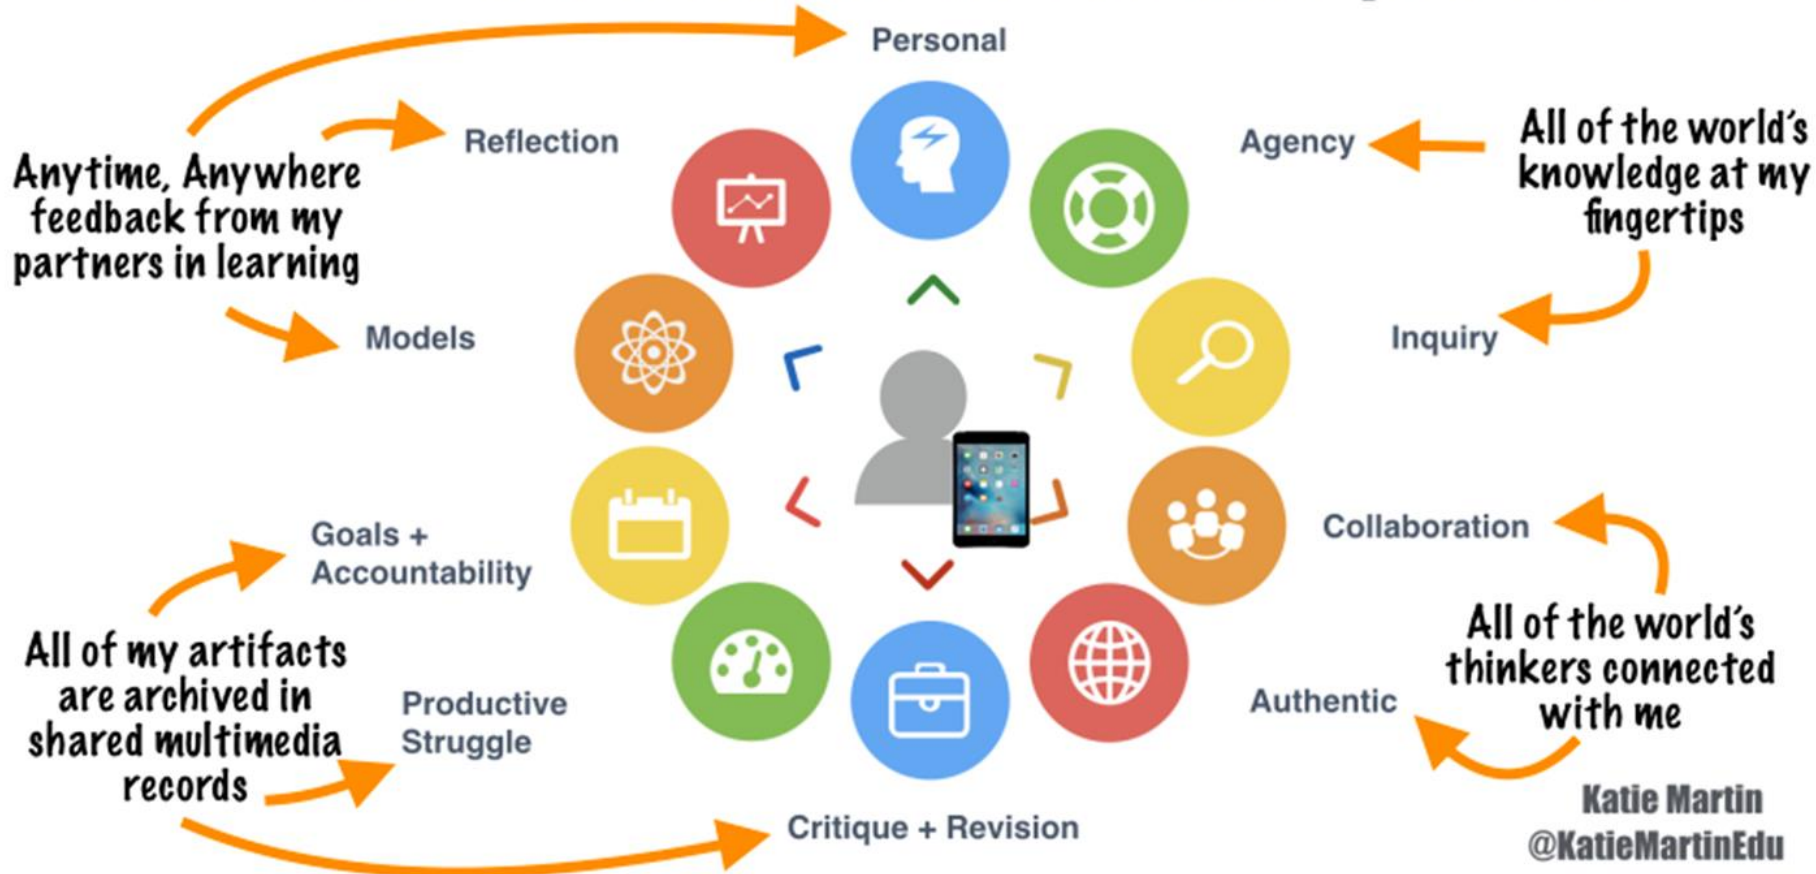 Personal
Reflection
Agency
All of the world's
knowledge at my
fingertips
Anytime, Anywhere
feedback from my
partners in learning
Models
Inquiry
Goals +
Accountability
Collaboration
All of my artifacts
are archived in
shared multimedia
records
Productive
Struggle
All of the world's
thinkers connected
with me
Authentic
Critique + Revision
Katie Martin
@KatieMartinEdu